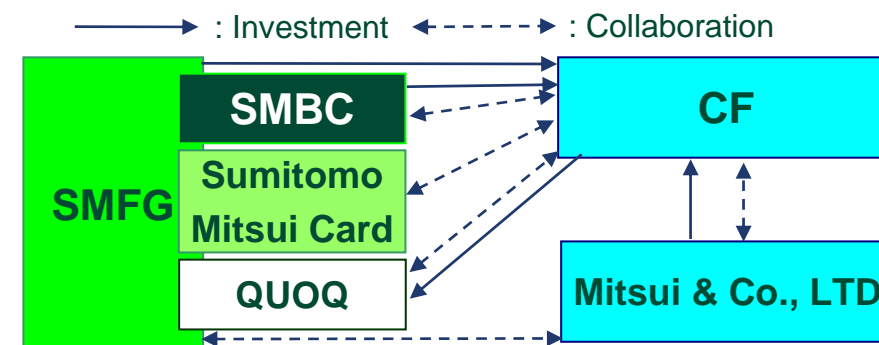 : Investment
: Collaboration
SMFG
SMBC
Sumitomo
Mitsui Card
QUOQ
CF
Mitsui & Co., LTD